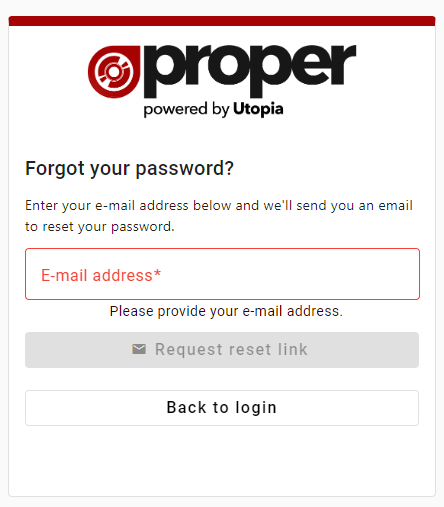 proper
powered by Utopia
Forgot your password?
Enter your e-mail address below and we'll send you an email
to reset your password.
E-mail address*
Please provide your e-mail address.
Request reset link
Back to login